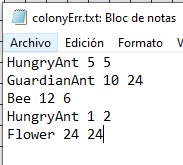 colonyErr.txt: Bloc de notas
Archivo Edición Formato V
HungryAnt 5 5
GuardianAnt 10 24
Bee 12 6
HungryAnt 1 2
Flower 24 24